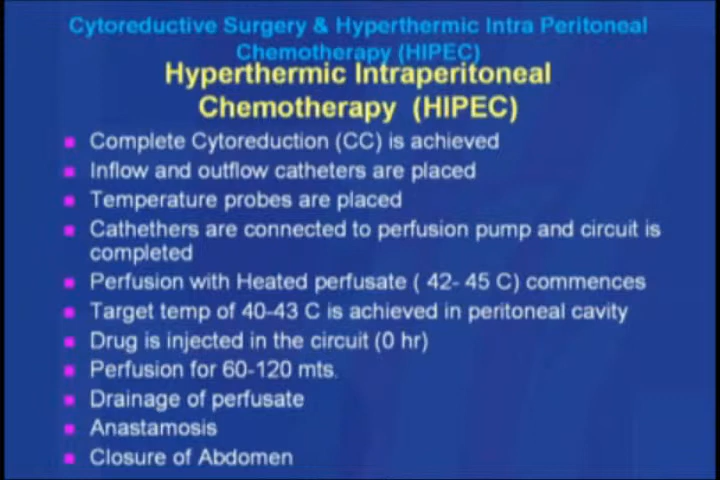 Cytoreductive Surgery & Hyperthermic Intra Peritoneal
Chemotherapy (HIPEC)
Hyperthermic Intraperitoneal
Chemotherapy (HIPEC)
Complete Cytoreduction (CC) is achieved
Inflow and outflow catheters are placed
Temperature probes are placed
Cathethers are connected to perfusion pump and circuit is
completed
Perfusion with Heated perfusate ( 42- 45 C) commences
Target temp of 40-43 C is achieved in peritoneal cavity
Drug is injected in the circuit (0 hr)
Perfusion for 60-120 mts.
Drainage of perfusate
Anastamosis
Closure of Abdomen